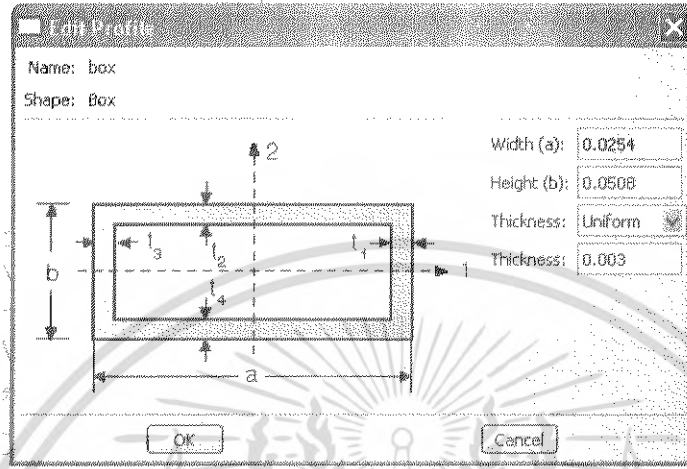 Edit Profile
Name: box
Shape: Box
Width (a): 0.0254
Height (b): 0.0508
Thickness: Uniform
Thickness: 0.003
2
t3
t2
t1
1
b
t4
a
OK
Cancel